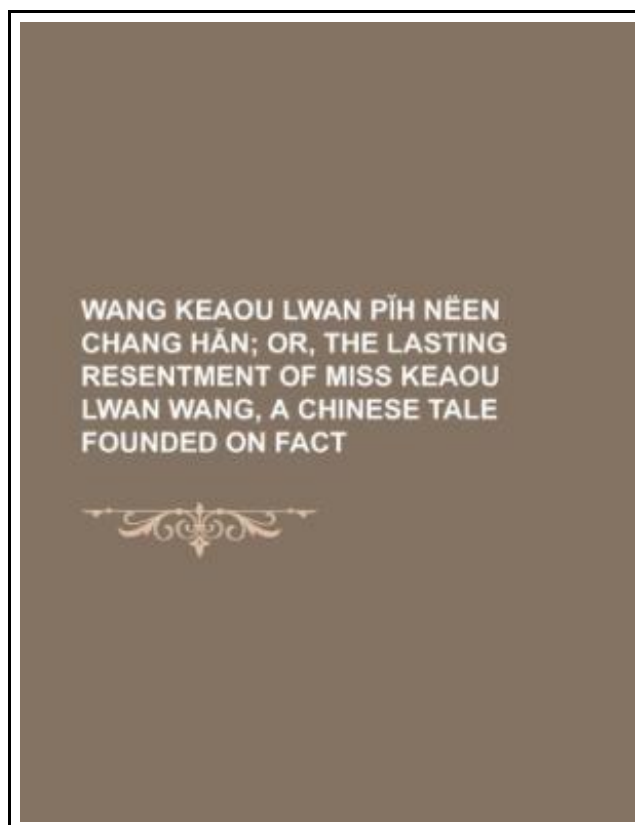 WANG KEAOU LWAN PĬH NËEN
CHANG HĂN; OR, THE LASTING
RESENTMENT OF MISS KEAOU
LWAN WANG, A CHINESE TALE
FOUNDED ON FACT